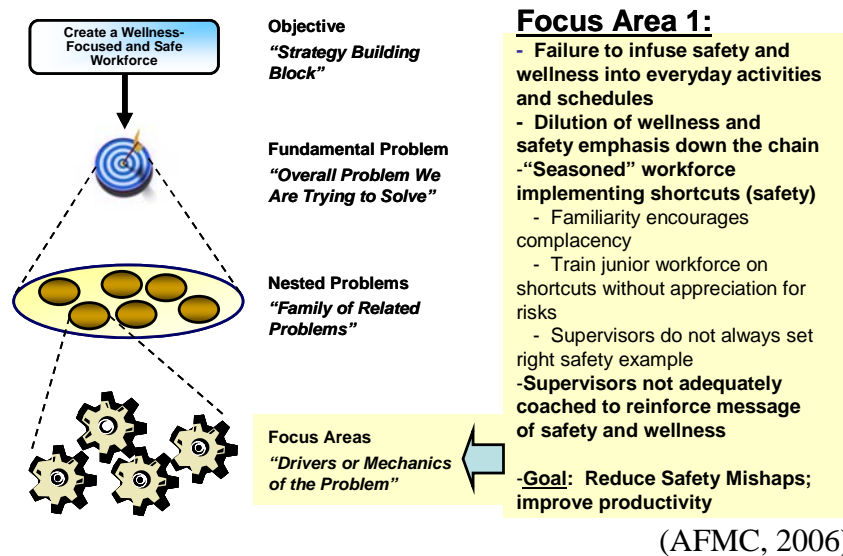 Create a Wellness-
Focused and Safe
Workforce
Objective
“Strategy Building
Block”
Fundamental Problem
“Overall Problem We
Are Trying to Solve”
Nested Problems
“Family of Related
Problems”
Focus Areas
“Drivers or Mechanics
of the Problem”
Focus Area 1:
- Failure to infuse safety and
wellness into everyday activities
and schedules
- Dilution of wellness and
safety emphasis down the chain
-“Seasoned” workforce
implementing shortcuts (safety)
- Familiarity encourages
complacency
- Train junior workforce on
shortcuts without appreciation for
risks
- Supervisors do not always set
right safety example
-Supervisors not adequately
coached to reinforce message
of safety and wellness
-Goal: Reduce Safety Mishaps;
improve productivity
(AFMC, 2006)